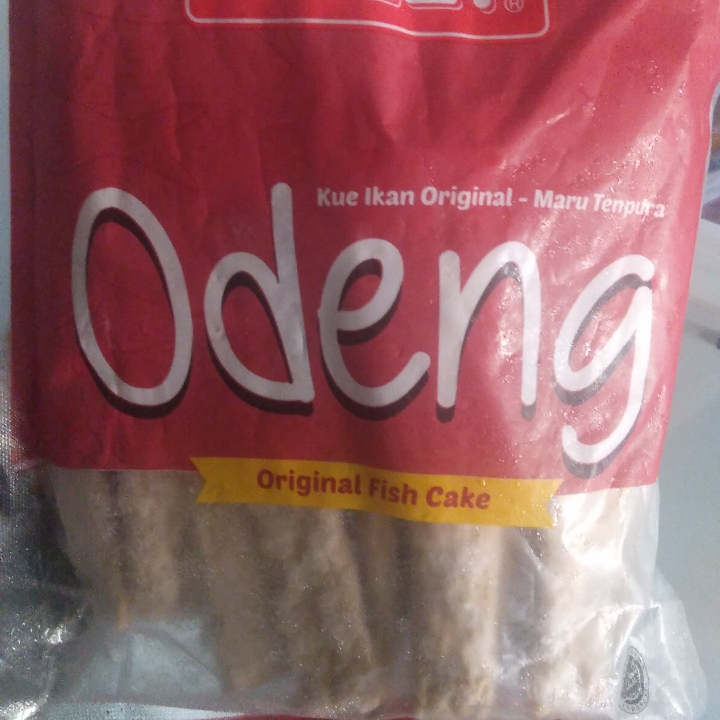 Kue Ikan Original - Maru Tenpura
Odeng
Original Fish Cake